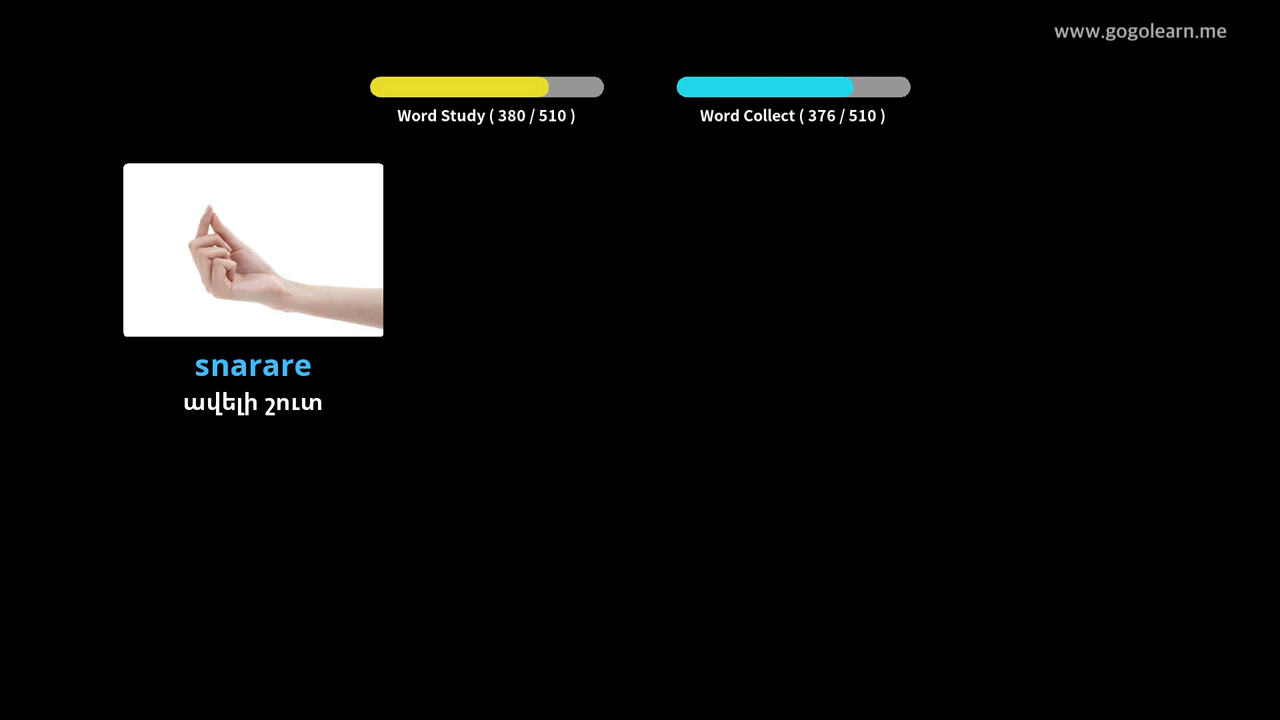 www.gogolearn.me
Word Study ( 380 / 510 )
Word Collect ( 376 / 510 )
snarare
ավելի շուտ